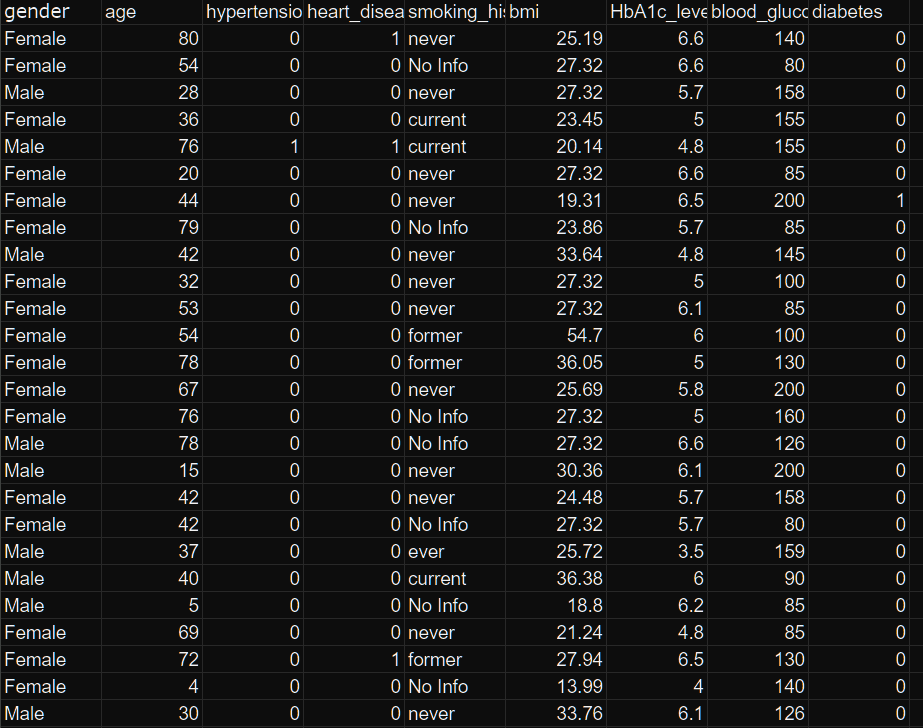 gender age hypertensio heart_disea smoking_his bmi HbA1c_leve blood_gluco diabetes
Female 80 0 1 never 25.19 6.6 140 0
Female 54 0 0 No Info 27.32 6.6 80 0
Male 28 0 0 never 27.32 5.7 158 0
Female 36 0 0 current 23.45 5 155 0
Male 76 1 1 current 20.14 4.8 155 0
Female 20 0 0 never 27.32 6.6 85 0
Female 44 0 0 never 19.31 6.5 200 1
Female 79 0 0 No Info 23.86 5.7 85 0
Male 42 0 0 never 33.64 4.8 145 0
Female 32 0 0 never 27.32 5 100 0
Female 53 0 0 never 27.32 6.1 85 0
Female 54 0 0 former 54.7 6 100 0
Female 78 0 0 former 36.05 5 130 0
Female 67 0 0 never 25.69 5.8 200 0
Female 76 0 0 No Info 27.32 5 160 0
Male 78 0 0 No Info 27.32 6.6 126 0
Male 15 0 0 never 30.36 6.1 200 0
Female 42 0 0 never 24.48 5.7 158 0
Female 42 0 0 No Info 27.32 5.7 80 0
Male 37 0 0 ever 25.72 3.5 159 0
Male 40 0 0 current 36.38 6 90 0
Male 5 0 0 No Info 18.8 6.2 85 0
Female 69 0 0 never 21.24 4.8 85 0
Female 72 0 1 former 27.94 6.5 130 0
Female 4 0 0 No Info 13.99 4 140 0
Male 30 0 0 never 33.76 6.1 126 0